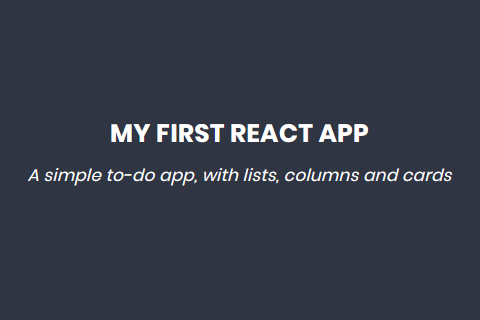 MY FIRST REACT APP
A simple to-do app, with lists, columns and cards